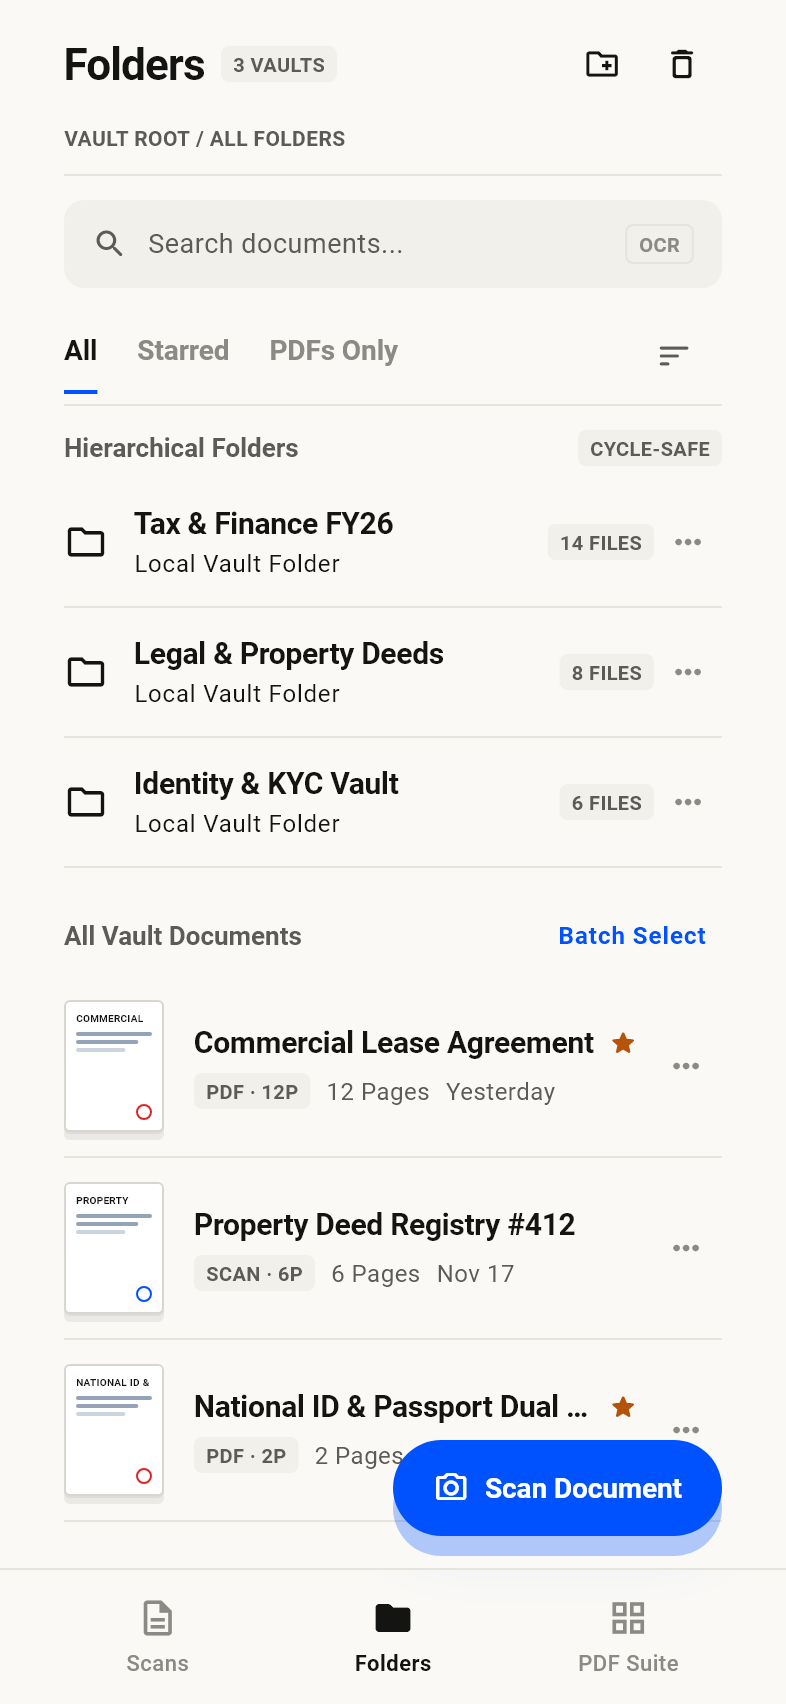 Folders 3 VAULTS
VAULT ROOT / ALL FOLDERS
Search documents... OCR
All Starred PDFs Only
Hierarchical Folders CYCLE-SAFE
Tax & Finance FY26
Local Vault Folder
14 FILES
Legal & Property Deeds
Local Vault Folder
8 FILES
Identity & KYC Vault
Local Vault Folder
6 FILES
All Vault Documents Batch Select
COMMERCIAL
Commercial Lease Agreement
PDF · 12P 12 Pages Yesterday
PROPERTY
Property Deed Registry #412
SCAN · 6P 6 Pages Nov 17
NATIONAL ID &
National ID & Passport Dual ...
PDF · 2P 2 Pages
Scan Document
Scans Folders PDF Suite